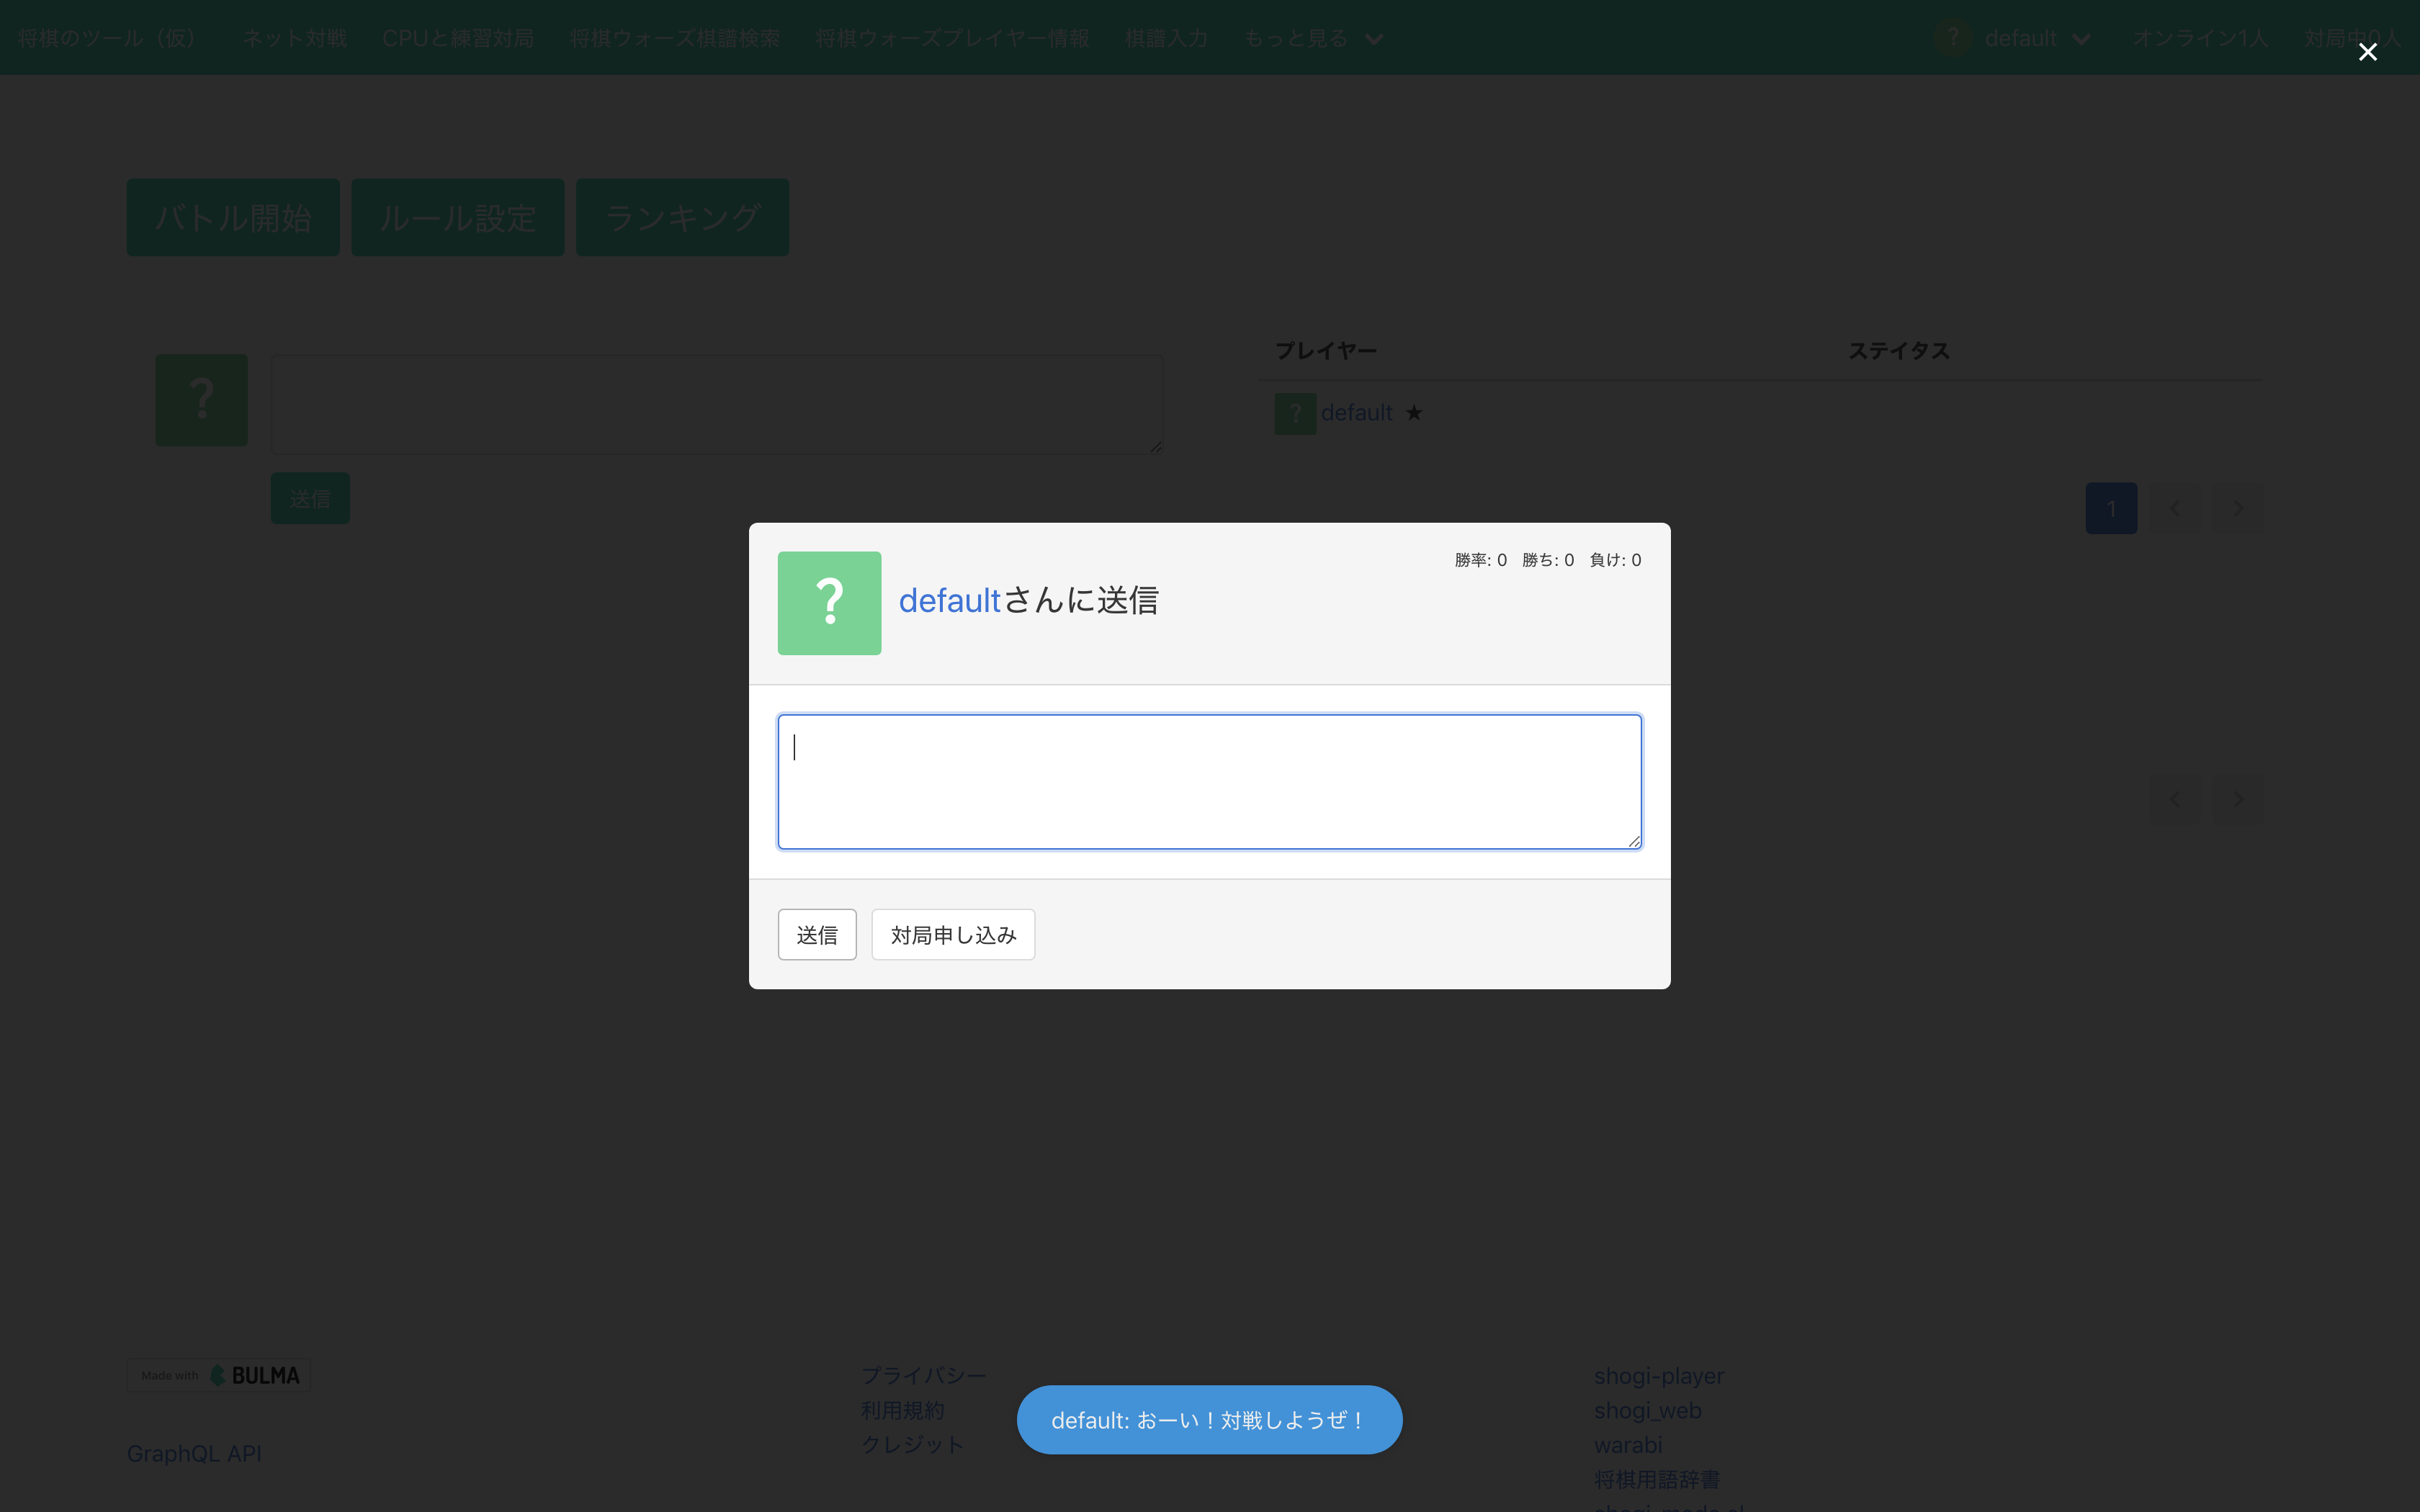 将棋のツール（仮） ネット対戦 CPUと練習対局 将棋ウォーズ棋譜検索 将棋ウォーズプレイヤー情報 棋譜入力 もっと見る ? default オンライン1人 対局中0人
バトル開始 ルール設定 ランキング
?
送信
プレイヤー ステイタス
? default ★
1
?
defaultさんに送信
勝率: 0 勝ち: 0 負け: 0
送信 対局申し込み
Made with BULMA
GraphQL API
プライバシー
利用規約
クレジット
default: おーい！対戦しようぜ！
shogi-player
shogi_web
warabi
将棋用語辞書